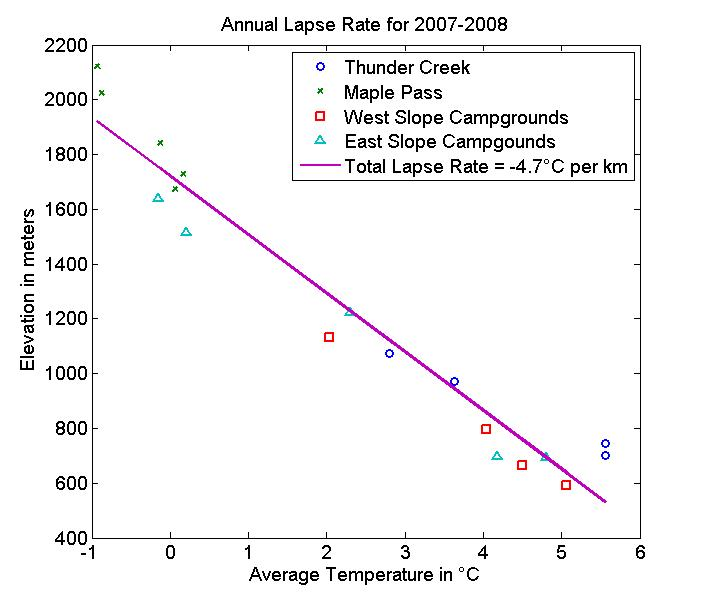 Annual Lapse Rate for 2007-2008
2200
2000
1800
1600
1400
1200
1000
800
600
400
Elevation in meters
Thunder Creek
Maple Pass
West Slope Campgrounds
East Slope Campgounds
Total Lapse Rate = -4.7°C per km
-1 0 1 2 3 4 5 6
Average Temperature in °C